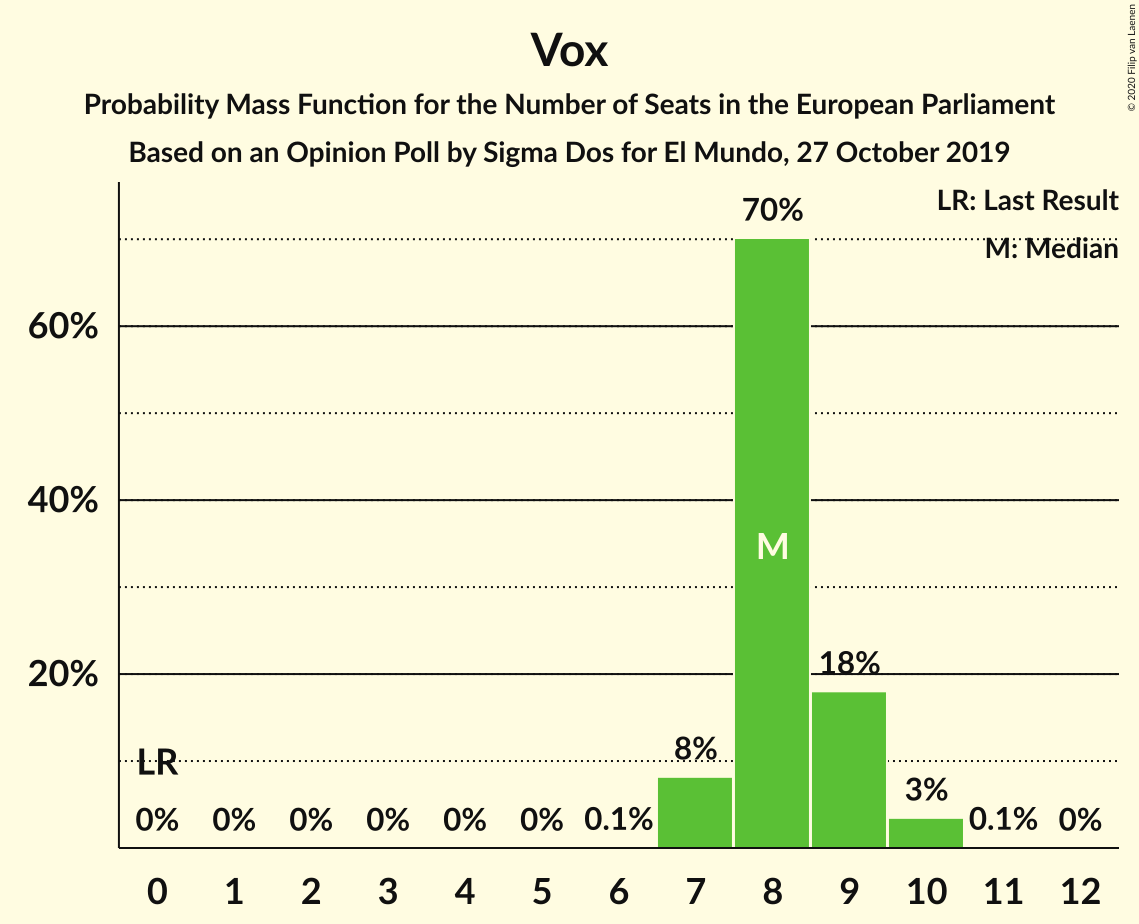 Vox
Probability Mass Function for the Number of Seats in the European Parliament
Based on an Opinion Poll by Sigma Dos for El Mundo, 27 October 2019
© 2020 Filip van Laenen
LR: Last Result
M: Median
60%
40%
20%
LR
0%
0%
0%
0%
0%
0%
0.1%
8%
70%
M
18%
3%
0.1%
0%
0 1 2 3 4 5 6 7 8 9 10 11 12